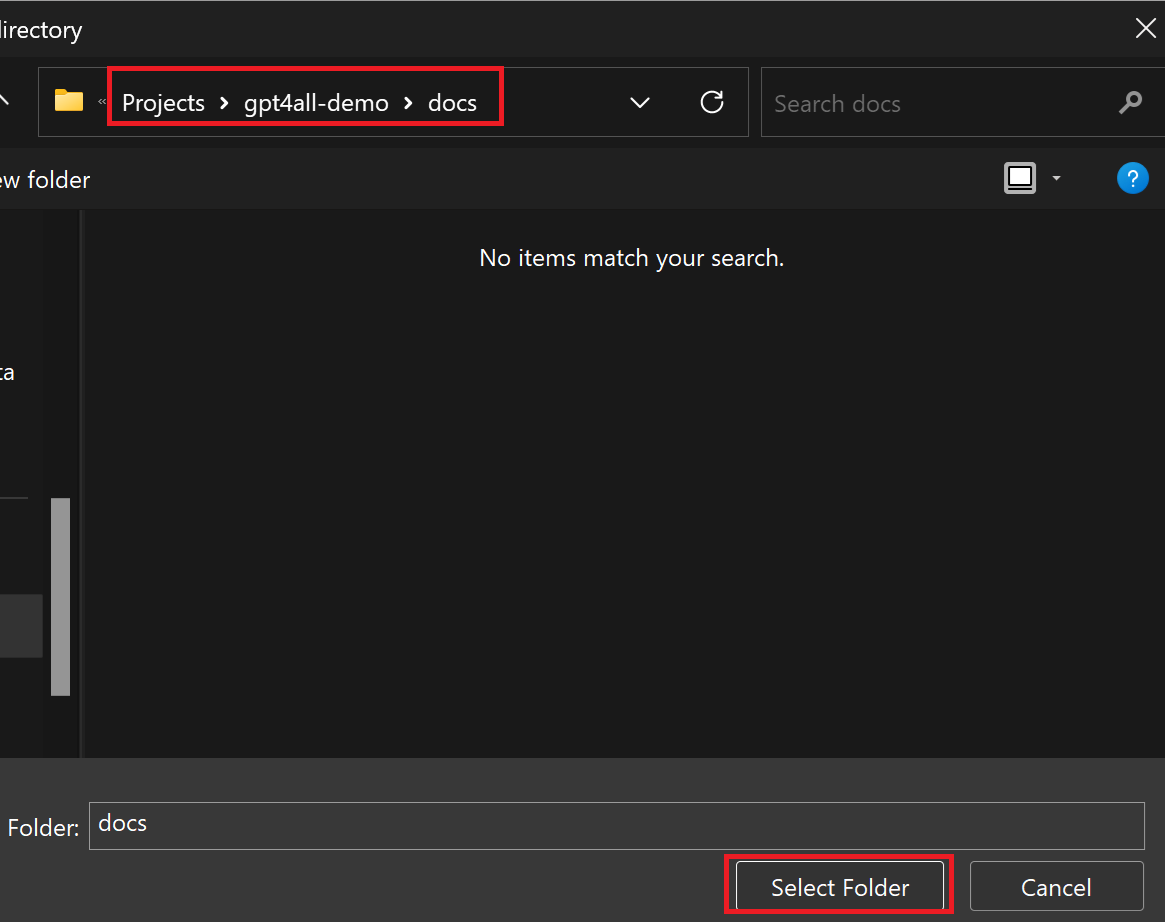 irectory
« Projects > gpt4all-demo > docs
Search docs
ew folder
?
No items match your search.
ta
Folder: docs
Select Folder
Cancel